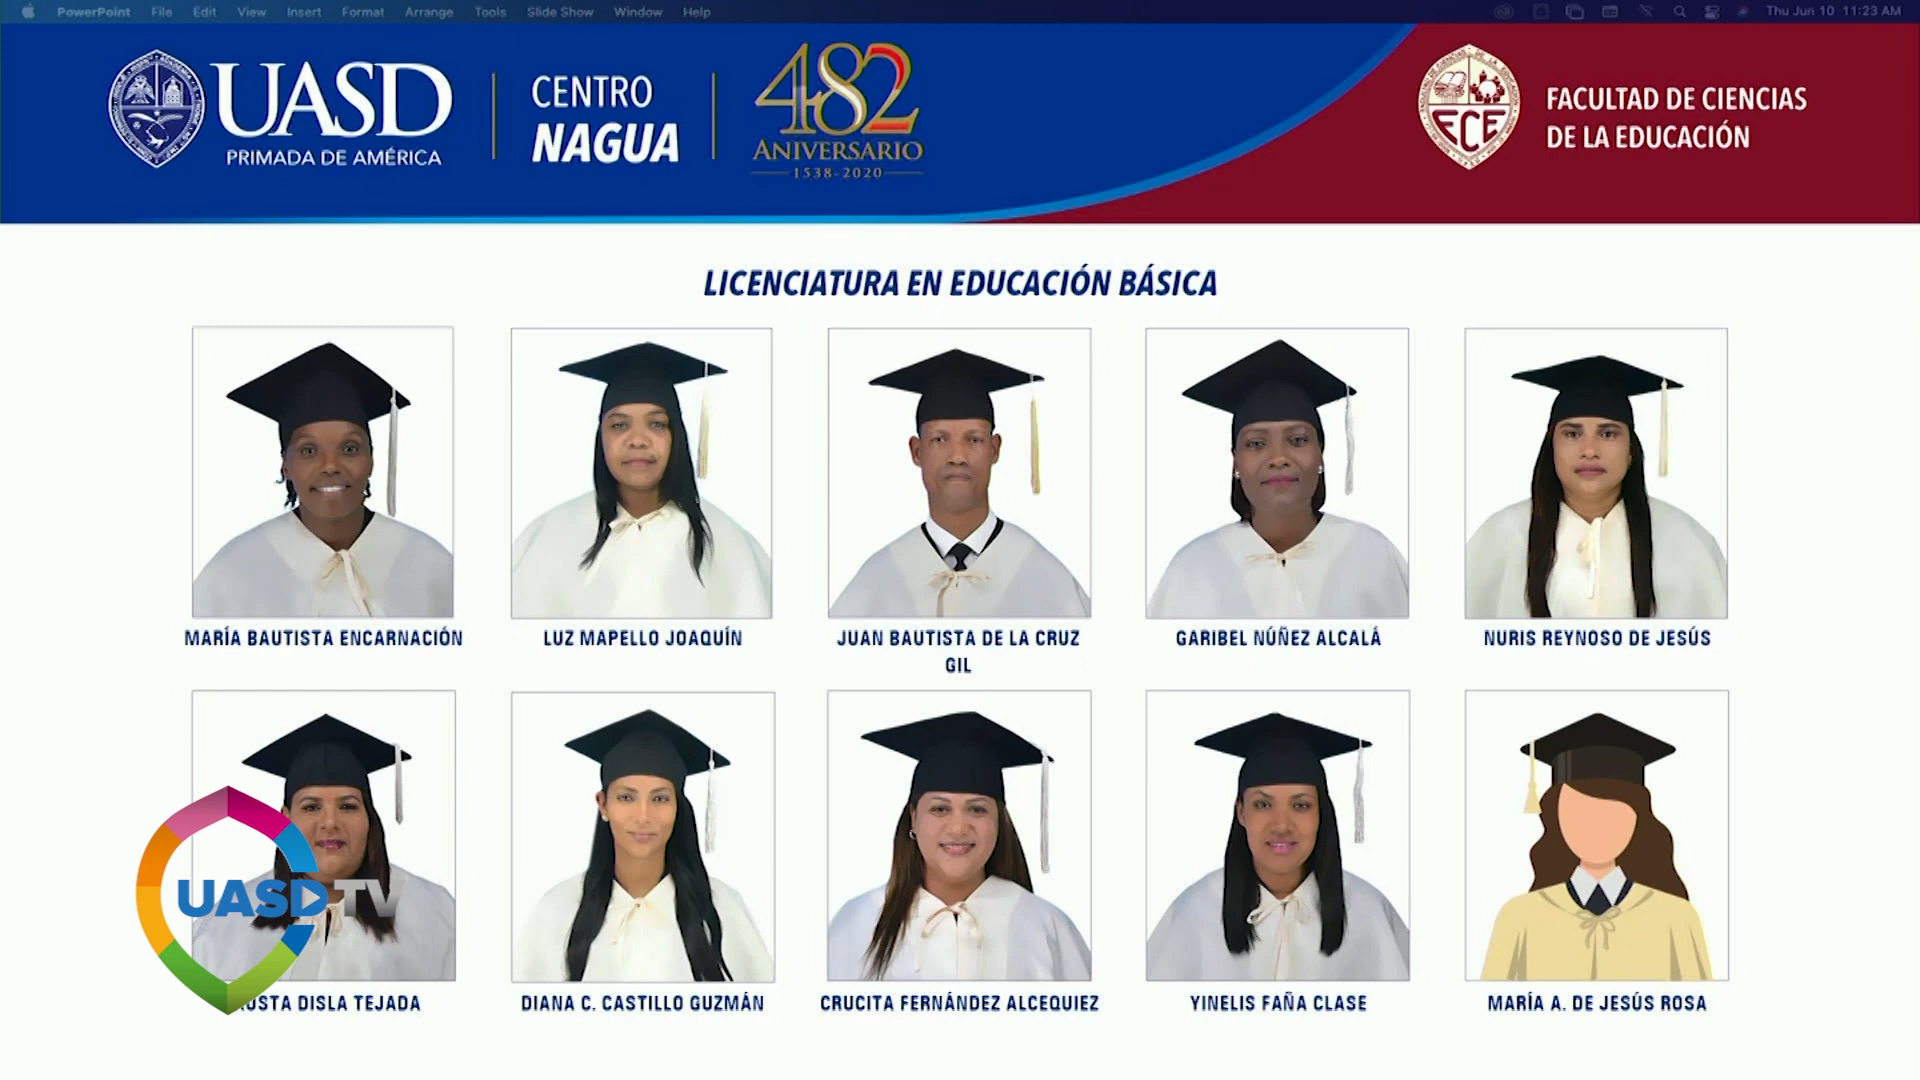 PowerPoint File Edit View Insert Format Arrange Tools Slide Show Window Help Thu Jun 10 11:23 AM
UASD
PRIMADA DE AMÉRICA
CENTRO
NAGUA
482
ANIVERSARIO
1538-2020
FCE
FACULTAD DE CIENCIAS
DE LA EDUCACIÓN
LICENCIATURA EN EDUCACIÓN BÁSICA
MARÍA BAUTISTA ENCARNACIÓN
LUZ MAPELLO JOAQUÍN
JUAN BAUTISTA DE LA CRUZ
GIL
GARIBEL NÚÑEZ ALCALÁ
NURIS REYNOSO DE JESÚS
UASD TV
DISLA TEJADA
DIANA C. CASTILLO GUZMÁN
CRUCITA FERNÁNDEZ ALCEQUIEZ
YINELIS FAÑA CLASE
MARÍA A. DE JESÚS ROSA